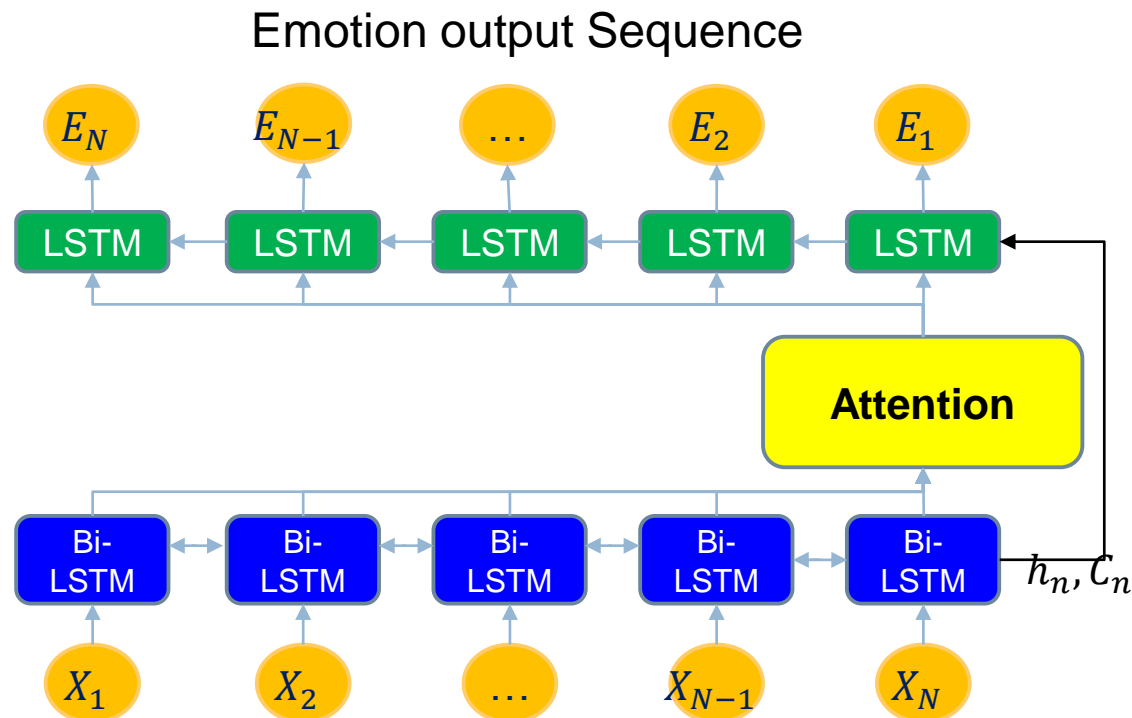 Emotion output Sequence
E_N E_{N−1} … E_2 E_1
LSTM LSTM LSTM LSTM LSTM
Attention
Bi-LSTM Bi-LSTM Bi-LSTM Bi-LSTM Bi-LSTM
h_n, C_n
X_1 X_2 … X_{N−1} X_N